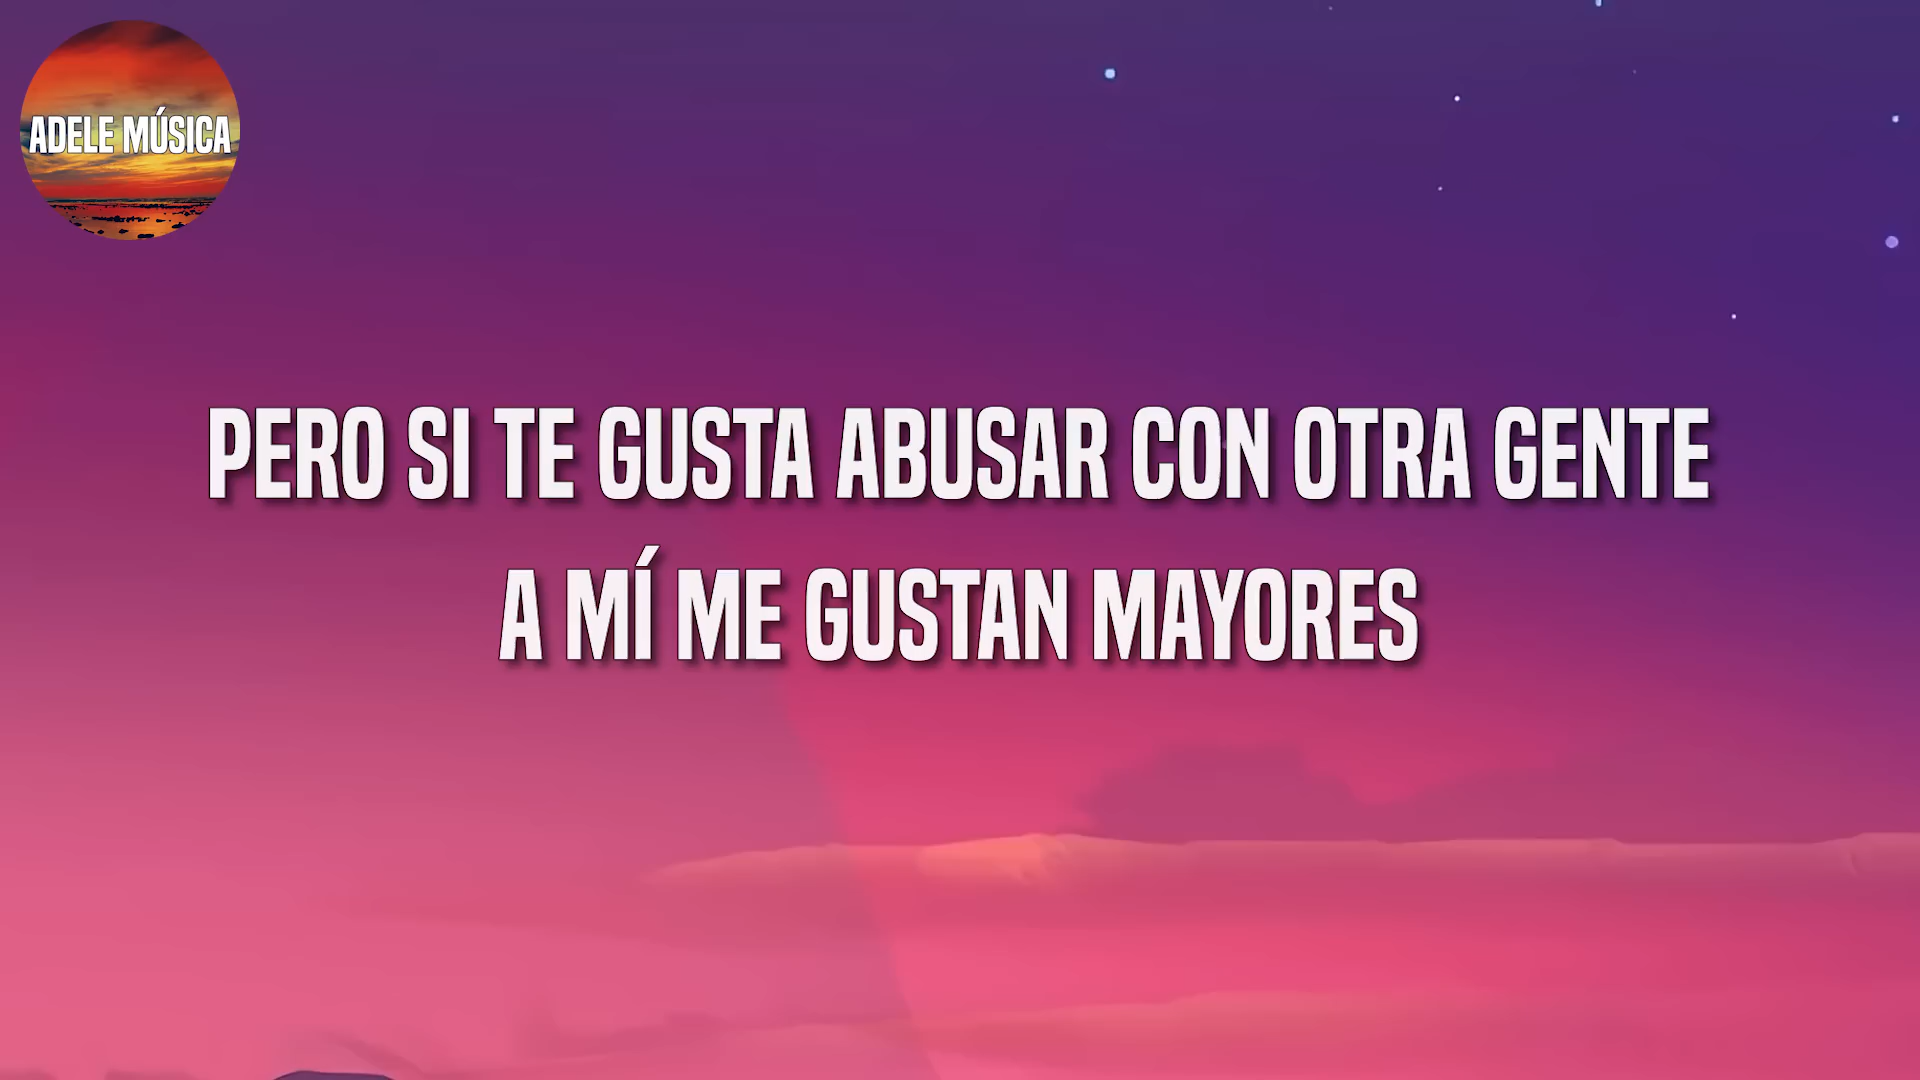 ADELE MÚSICA
PERO SI TE GUSTA ABUSAR CON OTRA GENTE
A MÍ ME GUSTAN MAYORES